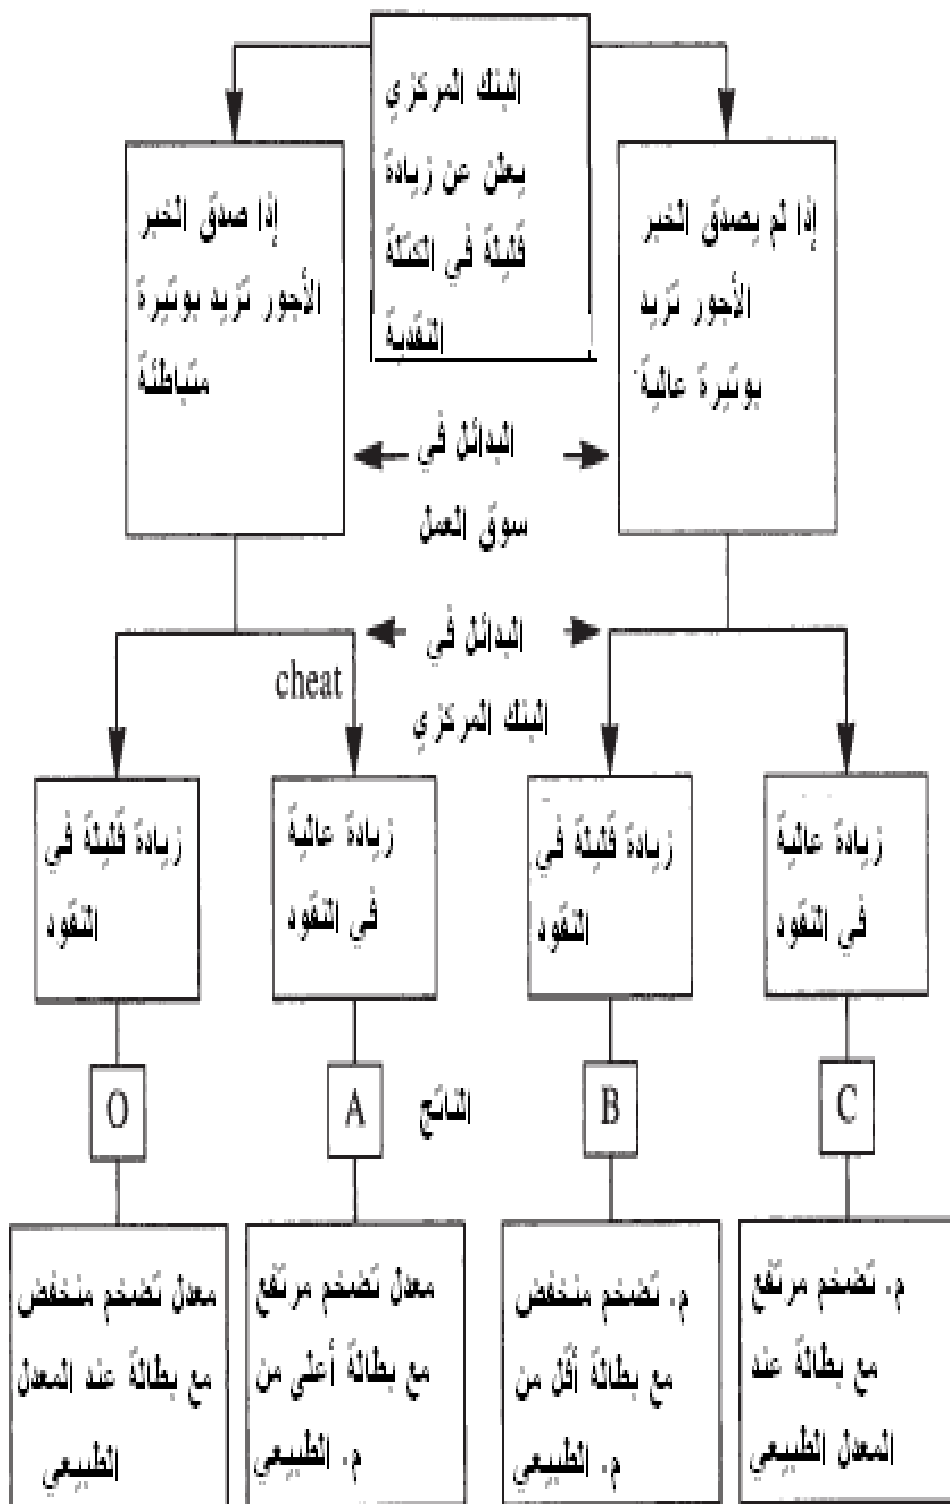 البنك المركزي
يعلن عن زيادة
قليلة في الكتلة
النقدية
إذا لم يصدق الخبر
الأجور تزيد
بوتيرة عالية
إذا صدق الخبر
الأجور تزيد بوتيرة
متباطئة
البدائل في
سوق العمل
البدائل في
البنك المركزي
cheat
زيادة عالية
في النقود
زيادة قليلة في
النقود
زيادة عالية
في النقود
زيادة قليلة في
النقود
C
B
الناتج
A
O
م. تضخم مرتفع
مع بطالة عند
المعدل الطبيعي
م. تضخم منخفض
مع بطالة أقل من
م. الطبيعي
معدل تضخم مرتفع
مع بطالة أعلى من
م. الطبيعي
معدل تضخم منخفض
مع بطالة عند المعدل
الطبيعي